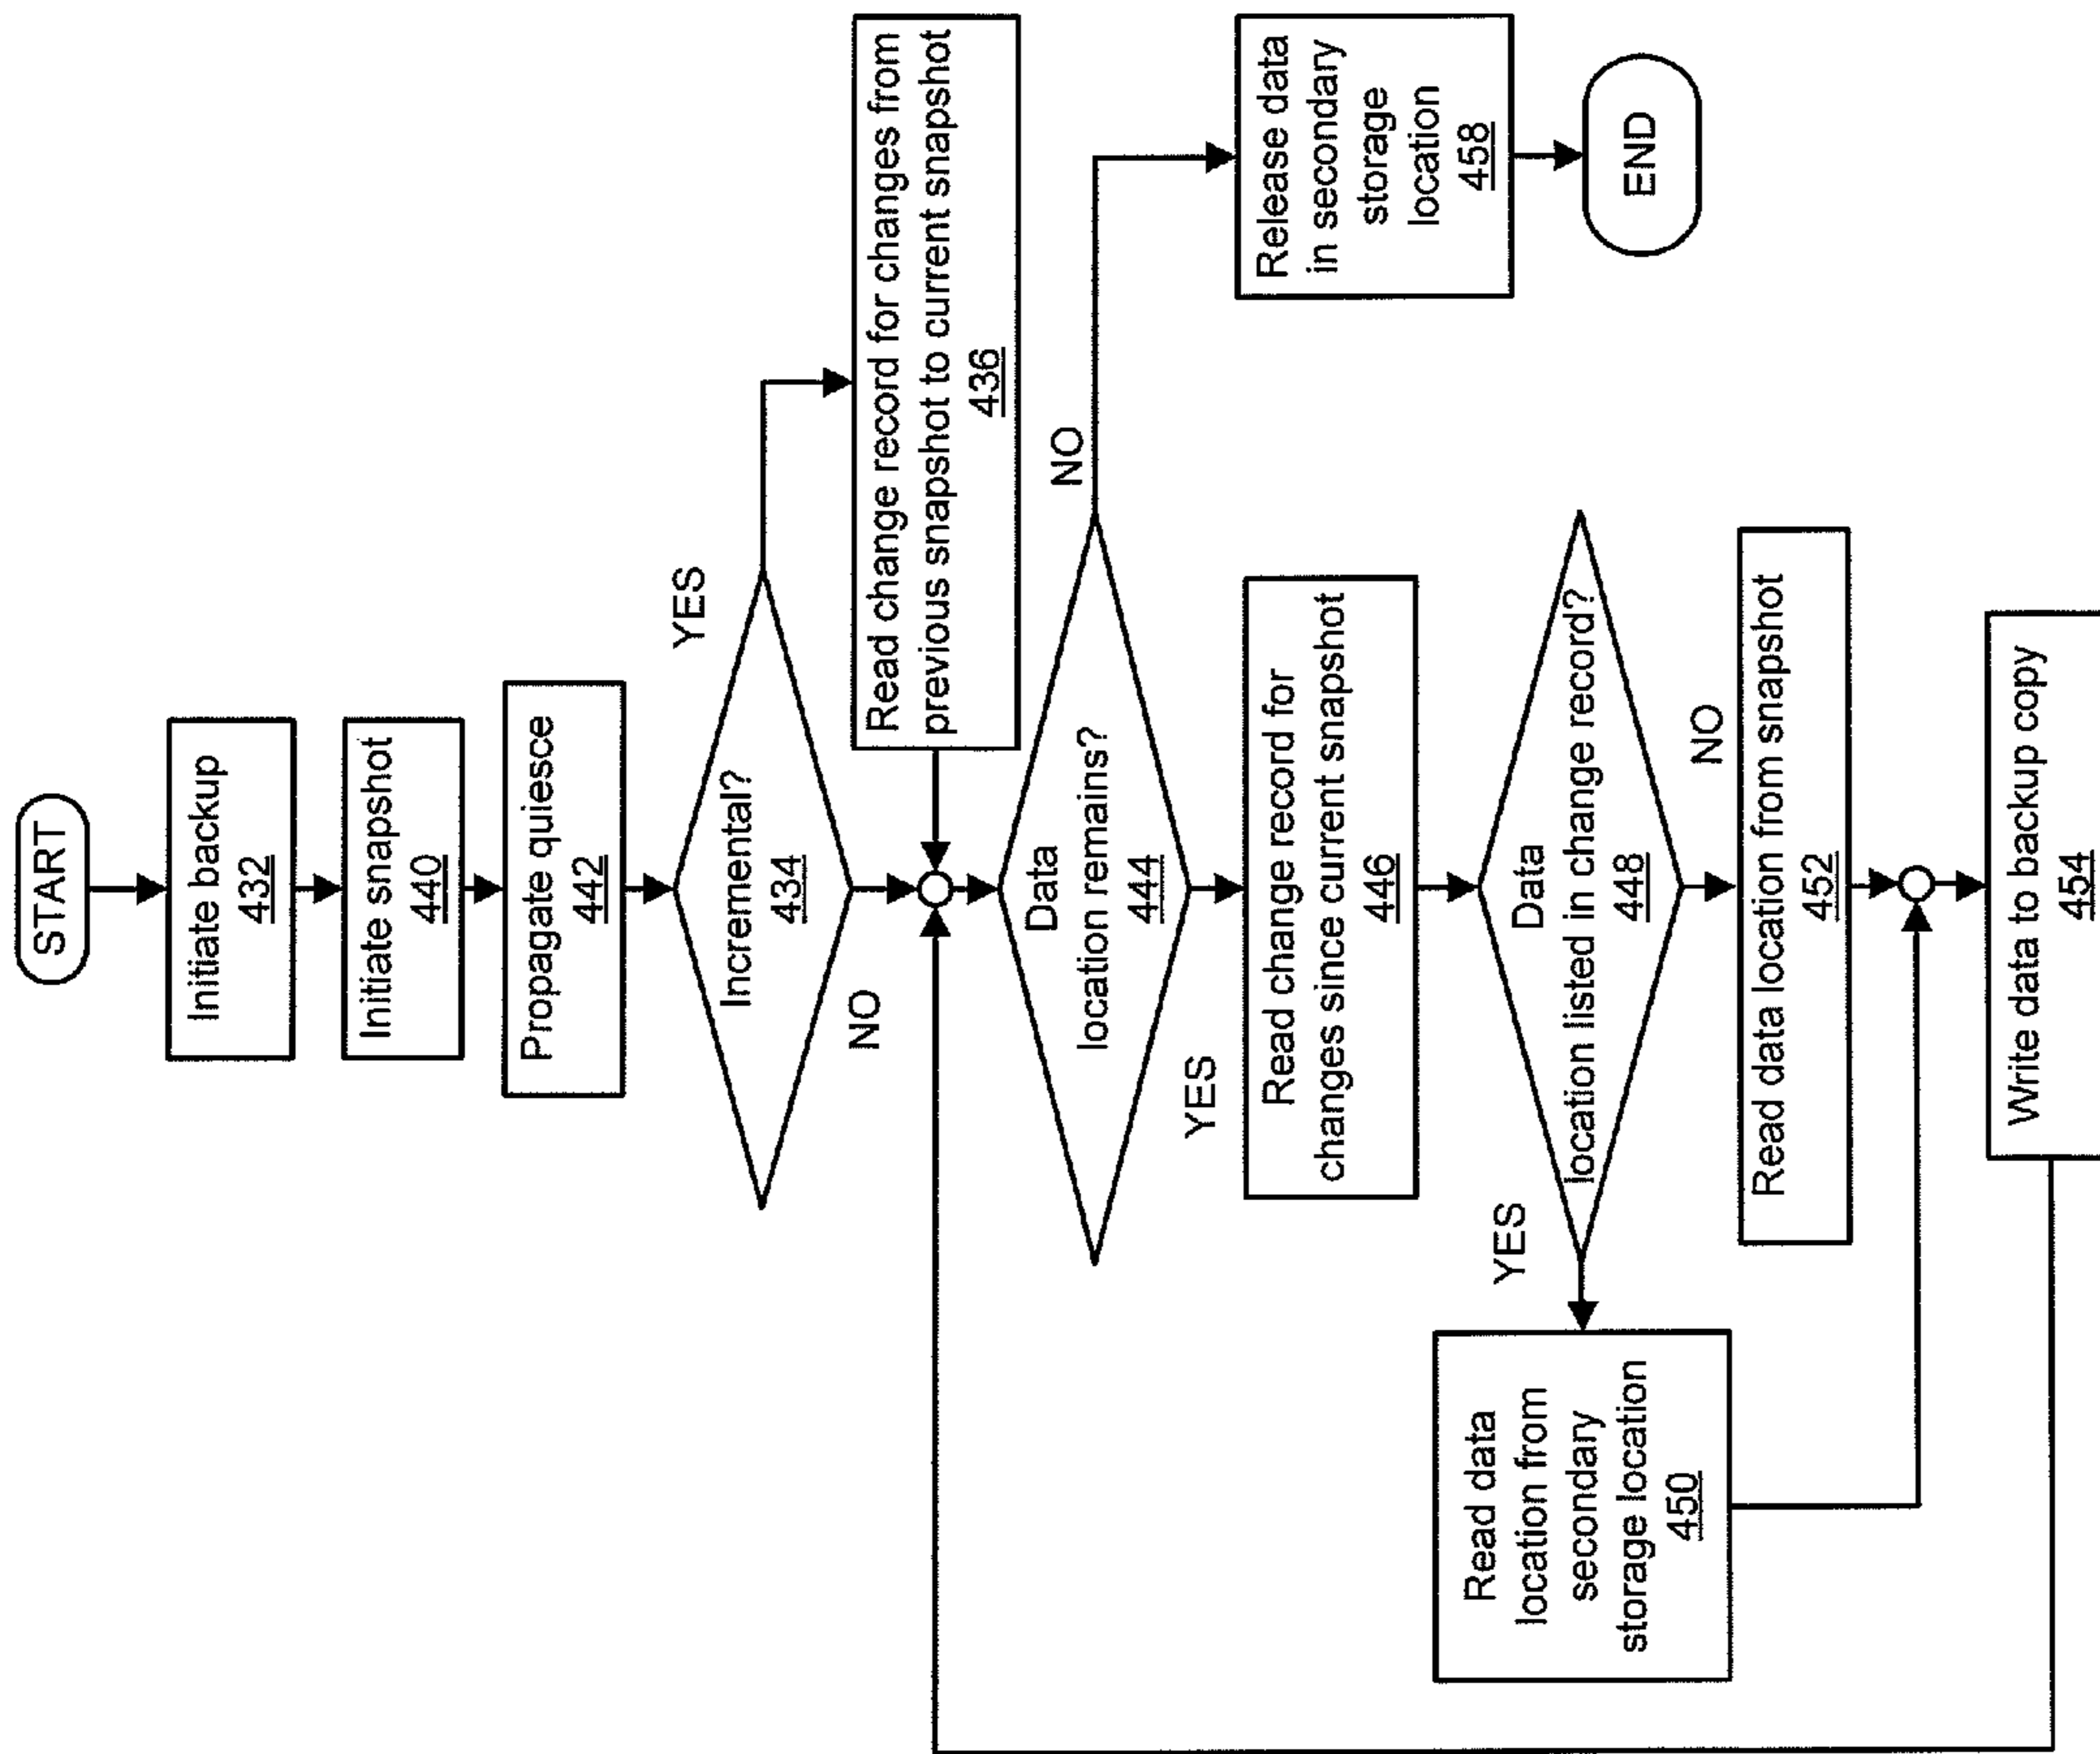 START
Initiate backup
432
Initiate snapshot
440
Propagate quiesce
442
Incremental?
434
YES
NO
Read change record for changes from
previous snapshot to current snapshot
436
Data
location remains?
444
NO
YES
Release data
in secondary
storage
location
458
END
Read change record for
changes since current snapshot
446
Data
location listed in change record?
448
YES
NO
Read data
location from
secondary
storage location
450
Read data location from snapshot
452
Write data to backup copy
454